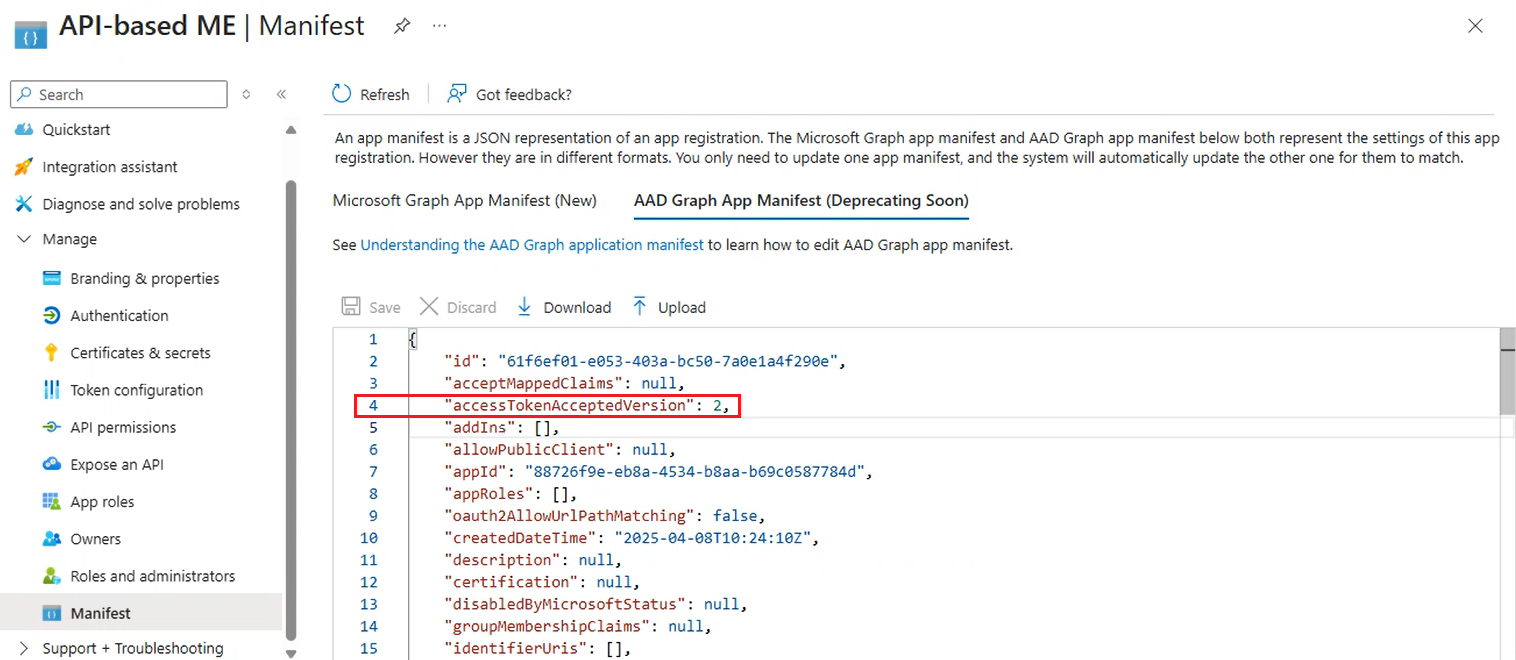 API-based ME | Manifest
Search
Quickstart
Integration assistant
Diagnose and solve problems
Manage
Branding & properties
Authentication
Certificates & secrets
Token configuration
API permissions
Expose an API
App roles
Owners
Roles and administrators
Manifest
Support + Troubleshooting
Refresh
Got feedback?
An app manifest is a JSON representation of an app registration. The Microsoft Graph app manifest and AAD Graph app manifest below both represent the settings of this app
registration. However they are in different formats. You only need to update one app manifest, and the system will automatically update the other one for them to match.
Microsoft Graph App Manifest (New) AAD Graph App Manifest (Deprecating Soon)
See Understanding the AAD Graph application manifest to learn how to edit AAD Graph app manifest.
Save Discard Download Upload
1 {
2 "id": "61f6ef01-e053-403a-bc50-7a0e1a4f290e",
3 "acceptMappedClaims": null,
4 "accessTokenAcceptedVersion": 2,
5 "addIns": [],
6 "allowPublicClient": null,
7 "appId": "88726f9e-eb8a-4534-b8aa-b69c0587784d",
8 "appRoles": [],
9 "oauth2AllowUrlPathMatching": false,
10 "createdDateTime": "2025-04-08T10:24:10Z",
11 "description": null,
12 "certification": null,
13 "disabledByMicrosoftStatus": null,
14 "groupMembershipClaims": null,
15 "identifierUris": [],